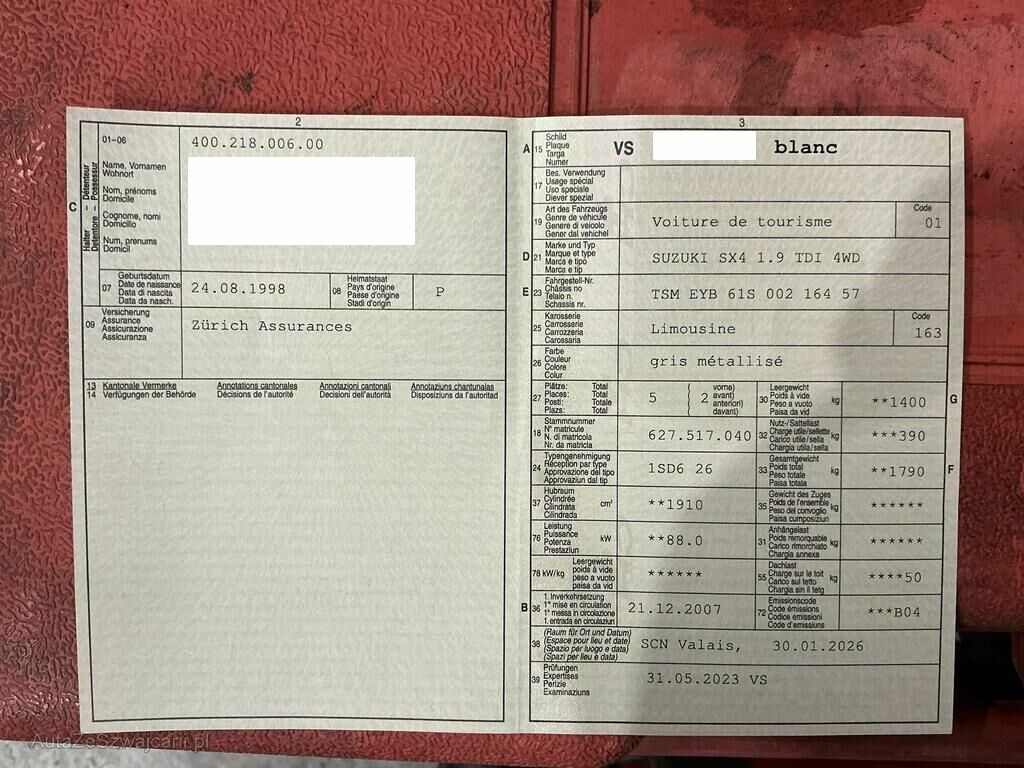 2
01-06
400.218.006.00
C
Halter – Détenteur
Detentore – Possessur
Name, Vornamen
Wohnort
Nom, prénoms
Domicile
Cognome, nomi
Domicilio
Num, prenums
Domicil
07
Geburtsdatum
Date de naissance
Data di nascita
Data da nasch.
24.08.1998
08
Heimatstaat
Pays d'origine
Paese d'origine
Stadi d'origin
P
09
Versicherung
Assurance
Assicurazione
Assicuranza
Zürich Assurances
13 Kantonale Vermerke Annotations cantonales Annotazioni cantonali Annotaziuns chantunalas
14 Verfügungen der Behörde Décisions de l'autorité Decisioni dell'autorità Disposiziuns da l'autoritad
3
A 15
Schild
Plaque
Targa
Numer
VS blanc
17
Bes. Verwendung
Usage spécial
Uso speciale
Diever spezial
19
Art des Fahrzeugs
Genre de véhicule
Genere di veicolo
Gener dal vehichel
Voiture de tourisme
Code
01
D 21
Marke und Typ
Marque et type
Marca e tipo
Marca e tip
SUZUKI SX4 1.9 TDI 4WD
E 23
Fahrgestell-Nr.
Châssis no
Telaio n.
Schassis nr.
TSM EYB 61S 002 164 57
25
Karosserie
Carrosserie
Carrozzeria
Carossaria
Limousine
Code
163
26
Farbe
Couleur
Colore
Colur
gris métallisé
27
Plätze: Total
Places: Total
Posti: Totale
Plazs: Total
5 ( 2
vorne)
avant)
anteriori)
davant)
30
Leergewicht
Poids à vide
Peso a vuoto
Paisa da vid
kg
**1400
G
18
Stammnummer
N° matricule
N. di matricola
Nr. da matricla
627.517.040
32
Nutz-/Sattellast
Charge utile/sellette
Carico utile/sella
Chargia utila/sella
kg
***390
24
Typengenehmigung
Réception par type
Approvazione del tipo
Approvaziun dal tip
1SD6 26
33
Gesamtgewicht
Poids total
Peso totale
Paisa totala
kg
**1790
F
37
Hubraum
Cylindrée
Cilindrata
Cilindrada
cm³
**1910
35
Gewicht des Zuges
Poids de l'ensemble
Peso del convoglio
Paisa cumposiziun
kg
******
76
Leistung
Puissance
Potenza
Prestaziun
kW
**88.0
31
Anhängelast
Poids remorquable
Carico rimorchiato
Chargia annexa
kg
******
78 kW/kg
Leergewicht
poids à vide
peso a vuoto
paisa da vid
******
55
Dachlast
Charge sur le toit
Carico sul tetto
Chargia sin il tetg
kg
****50
B 36
1. Inverkehrsetzung
1re mise en circulation
1a messa in circolazione
1. entrada en circulaziun
21.12.2007
72
Emissionscode
Code émissions
Codice emissioni
Code d'emissiuns
***B04
38
(Raum für Ort und Datum)
(Espace pour lieu et date)
(Spazio per luogo e data)
(Spazi per lieu e data)
SCN Valais, 30.01.2026
39
Prüfungen
Expertises
Perizie
Examinaziuns
31.05.2023 VS
AutaZeSzwajcarii.pl